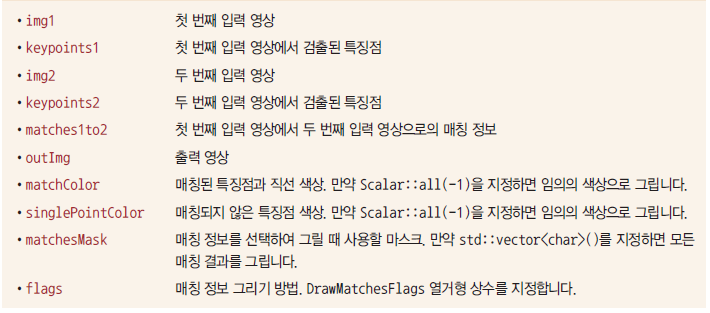 • img1 첫 번째 입력 영상
• keypoints1 첫 번째 입력 영상에서 검출된 특징점
• img2 두 번째 입력 영상
• keypoints2 두 번째 입력 영상에서 검출된 특징점
• matches1to2 첫 번째 입력 영상에서 두 번째 입력 영상으로의 매칭 정보
• outImg 출력 영상
• matchColor 매칭된 특징점과 직선 색상. 만약 Scalar::all(-1)을 지정하면 임의의 색상으로 그립니다.
• singlePointColor 매칭되지 않은 특징점 색상. 만약 Scalar::all(-1)을 지정하면 임의의 색상으로 그립니다.
• matchesMask 매칭 정보를 선택하여 그릴 때 사용할 마스크. 만약 std::vector<char>()를 지정하면 모든
매칭 결과를 그립니다.
• flags 매칭 정보 그리기 방법. DrawMatchesFlags 열거형 상수를 지정합니다.